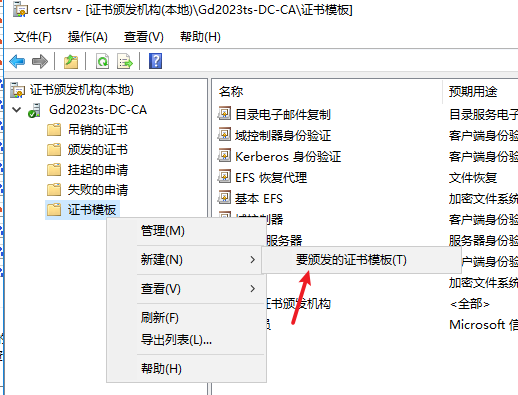 certsrv - [证书颁发机构(本地)\Gd2023ts-DC-CA\证书模板]
文件(F) 操作(A) 查看(V) 帮助(H)
证书颁发机构(本地)
Gd2023ts-DC-CA
吊销的证书
颁发的证书
挂起的申请
失败的申请
证书模板
名称 预期用途
目录电子邮件复制 目录服务电子
域控制器身份验证 客户端身份验
Kerberos 身份验证 客户端身份验
EFS 恢复代理 文件恢复
基本 EFS 加密文件系统
域控制器 客户端身份验
服务器 服务器身份验
户端身份验
加密文件系统
证书颁发机构 <全部>
员 Microsoft 信
管理(M)
新建(N)
要颁发的证书模板(T)
查看(V)
刷新(F)
导出列表(L)...
帮助(H)